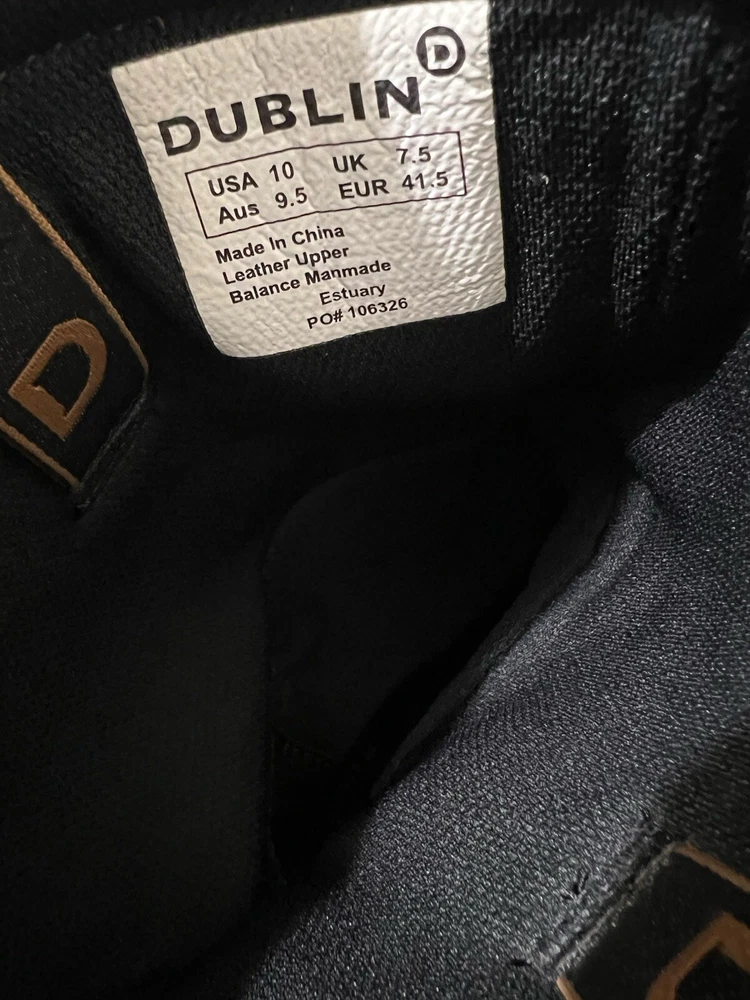 D
DUBLIN
USA 10 UK 7.5
Aus 9.5 EUR 41.5
Made In China
Leather Upper
Balance Manmade
Estuary
PO# 106326
D